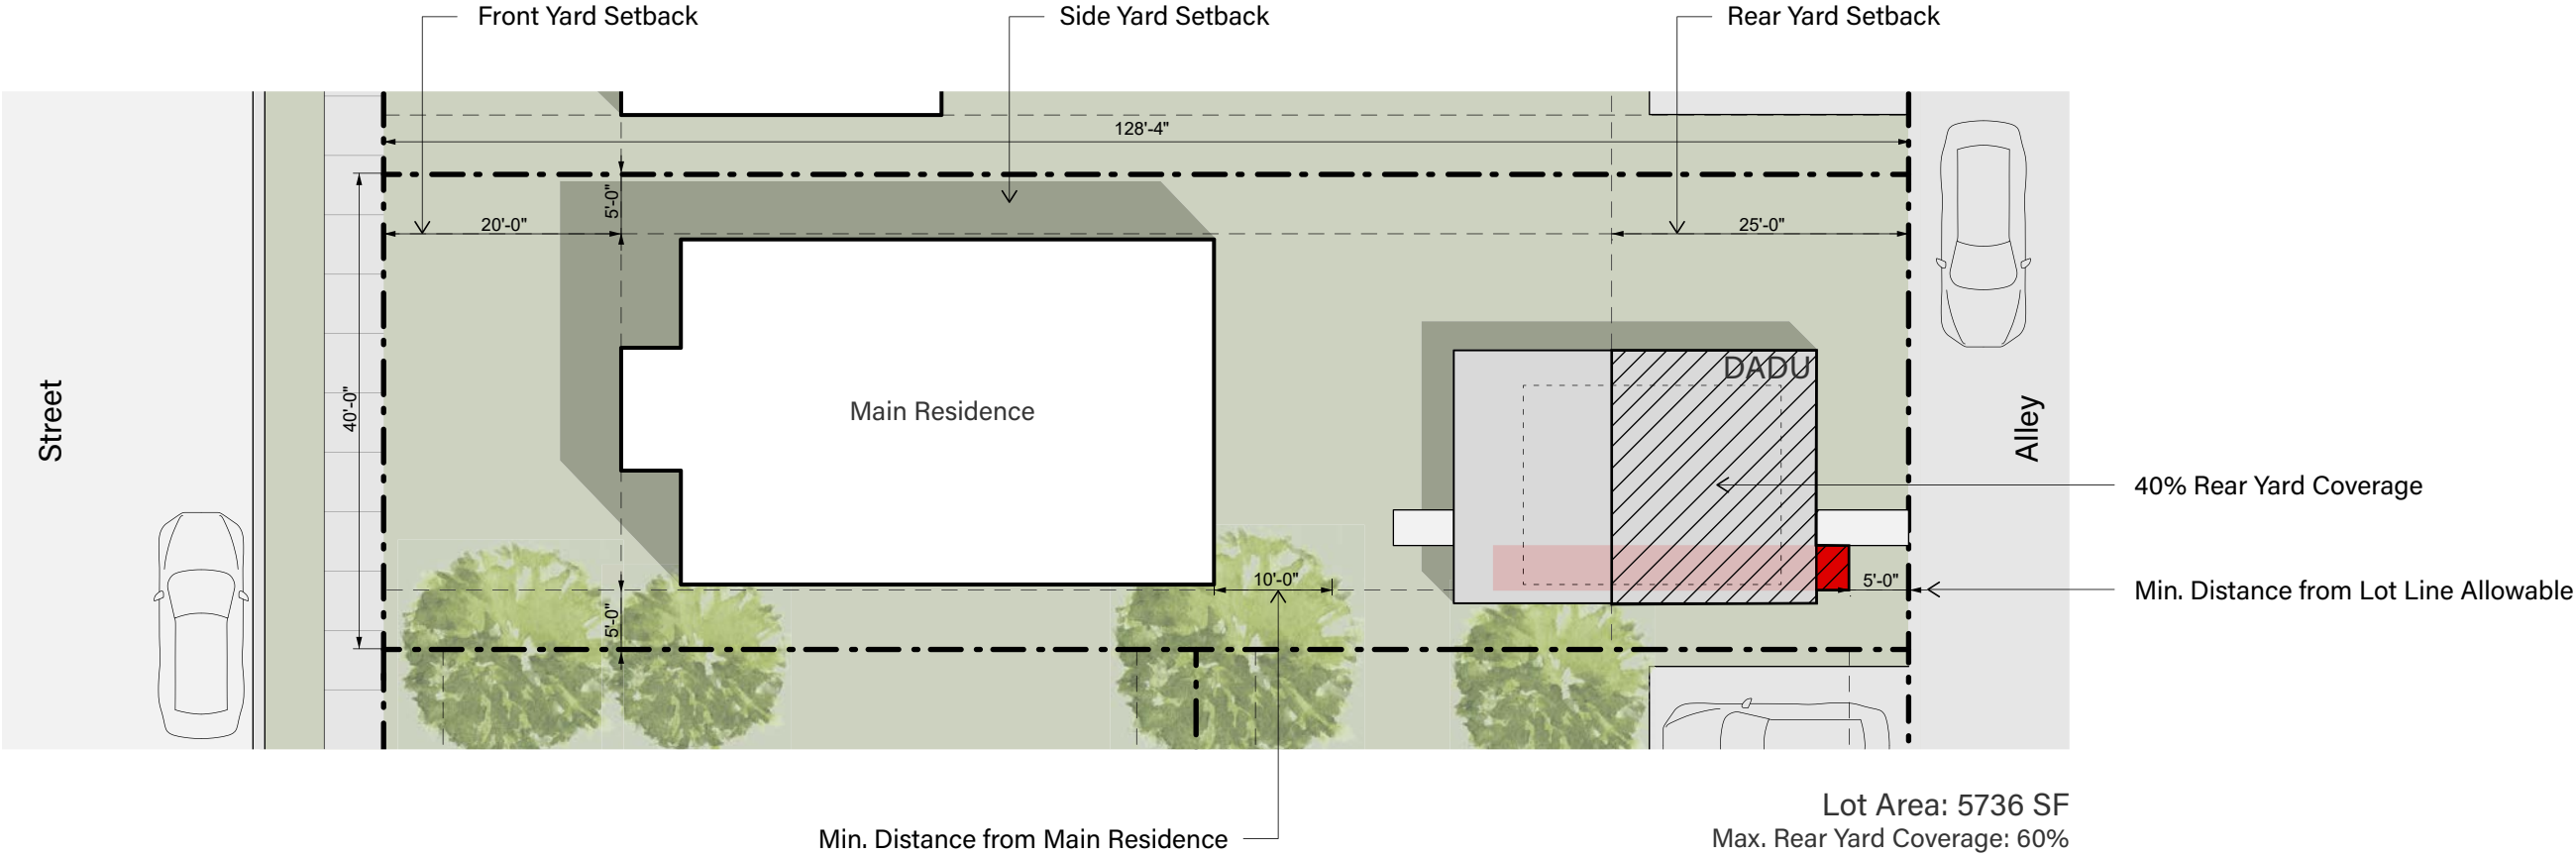 Front Yard Setback
Side Yard Setback
Rear Yard Setback
128'-4"
5'-0"
20'-0"
25'-0"
40'-0"
Street
Main Residence
DADU
Alley
40% Rear Yard Coverage
10'-0"
5'-0"
Min. Distance from Lot Line Allowable
5'-0"
Lot Area: 5736 SF
Min. Distance from Main Residence
Max. Rear Yard Coverage: 60%